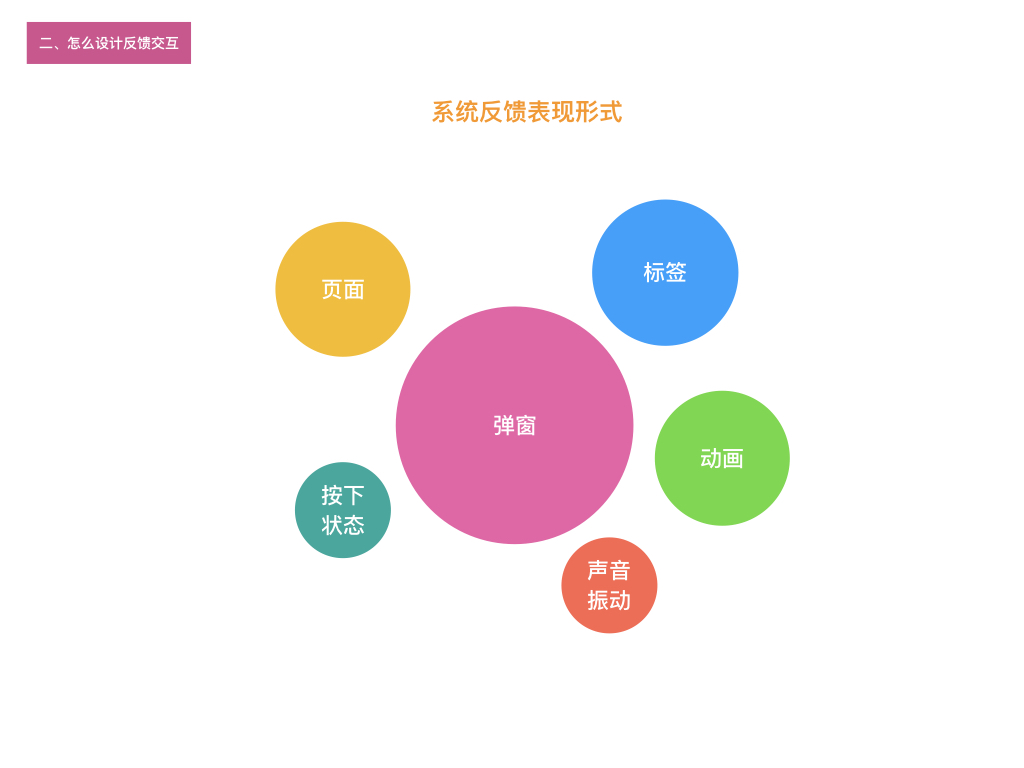 二、怎么设计反馈交互
系统反馈表现形式
标签
页面
弹窗
动画
按下
状态
声音
振动